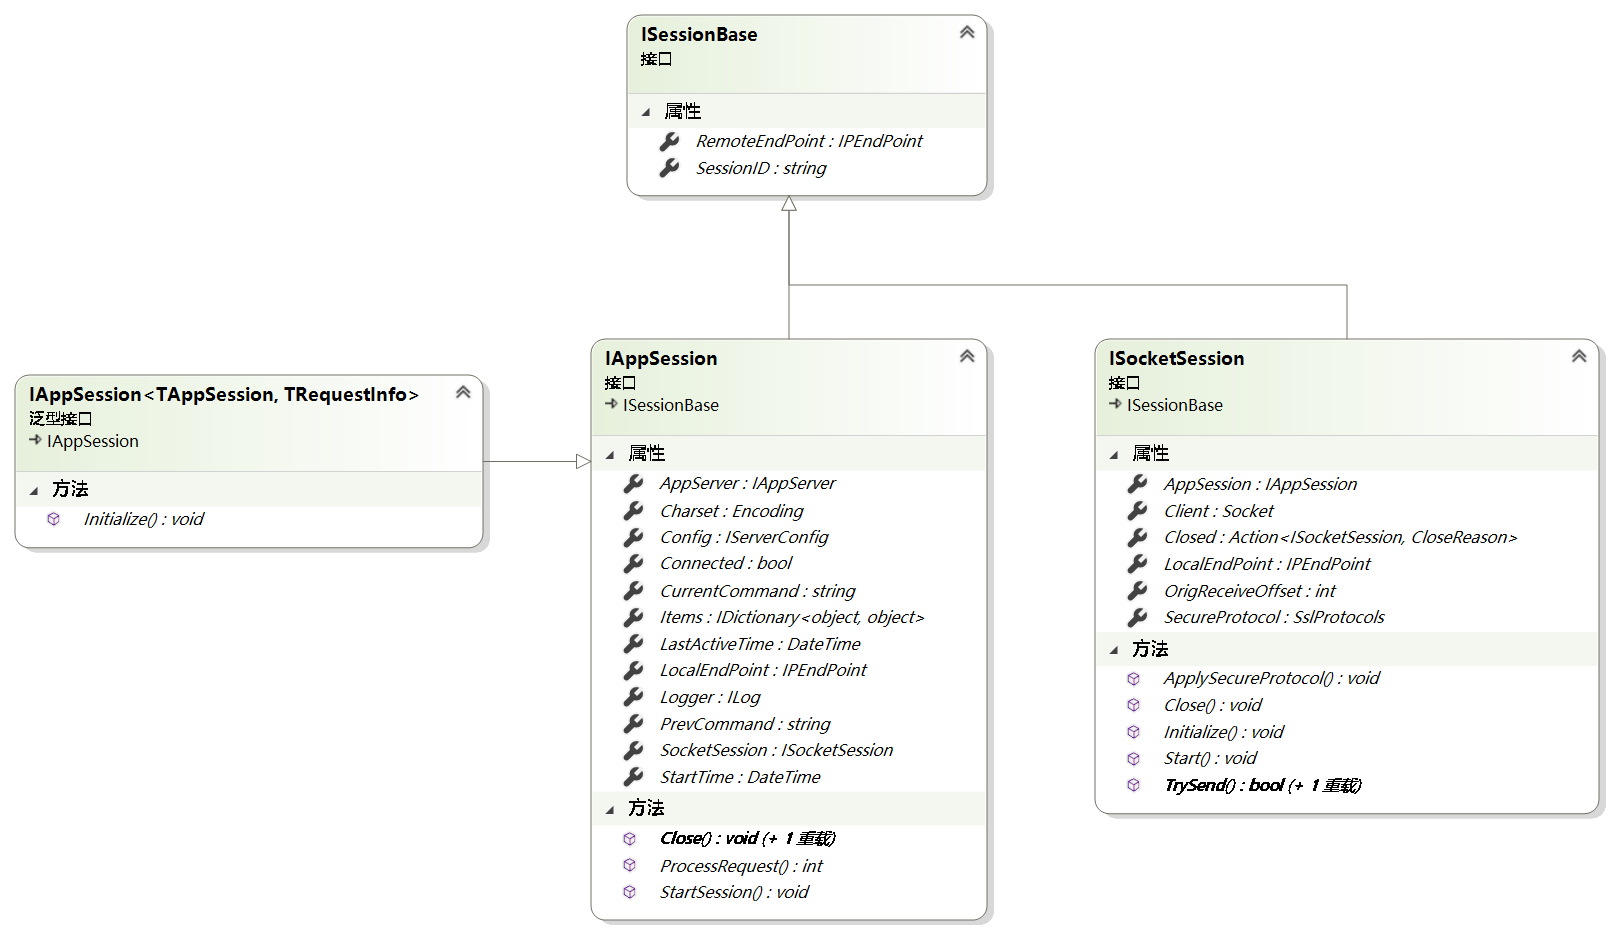 ISessionBase
接口
属性
RemoteEndPoint : IPEndPoint
SessionID : string
IAppSession<TAppSession, TRequestInfo>
泛型接口
IAppSession
方法
Initialize() : void
IAppSession
接口
ISessionBase
属性
AppServer : IAppServer
Charset : Encoding
Config : IServerConfig
Connected : bool
CurrentCommand : string
Items : IDictionary<object, object>
LastActiveTime : DateTime
LocalEndPoint : IPEndPoint
Logger : ILog
PrevCommand : string
SocketSession : ISocketSession
StartTime : DateTime
方法
Close() : void (+ 1 重载)
ProcessRequest() : int
StartSession() : void
ISocketSession
接口
ISessionBase
属性
AppSession : IAppSession
Client : Socket
Closed : Action<ISocketSession, CloseReason>
LocalEndPoint : IPEndPoint
OrigReceiveOffset : int
SecureProtocol : SslProtocols
方法
ApplySecureProtocol() : void
Close() : void
Initialize() : void
Start() : void
TrySend() : bool (+ 1 重载)